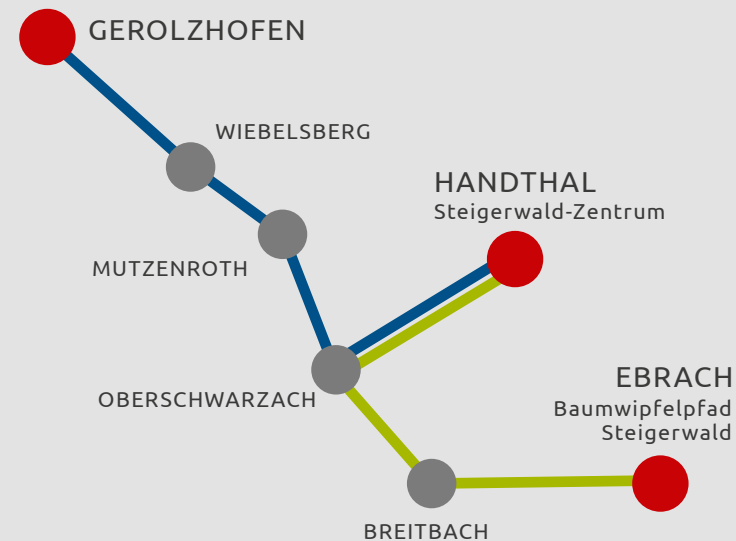 GEROLZHOFEN
WIEBELSBERG
HANDTHAL
Steigerwald-Zentrum
MUTZENROTH
EBRACH
OBERSCHWARZACH
Baumwipfelpfad
Steigerwald
BREITBACH